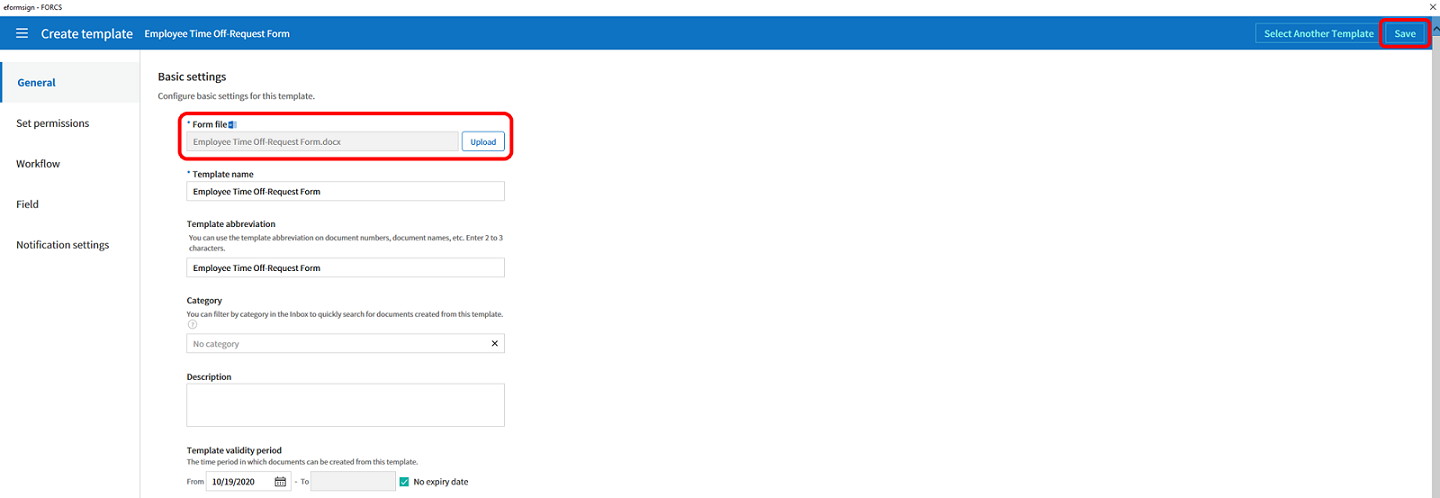 eformsign - FORCS
Create template Employee Time Off-Request Form Select Another Template Save
General
Set permissions
Workflow
Field
Notification settings
Basic settings
Configure basic settings for this template.
* Form file
Employee Time Off-Request Form.docx Upload
* Template name
Employee Time Off-Request Form
Template abbreviation
You can use the template abbreviation on document numbers, document names, etc. Enter 2 to 3
characters.
Employee Time Off-Request Form
Category
You can filter by category in the Inbox to quickly search for documents created from this template.
?
No category
Description
Template validity period
The time period in which documents can be created from this template.
From 10/19/2020 - To No expiry date